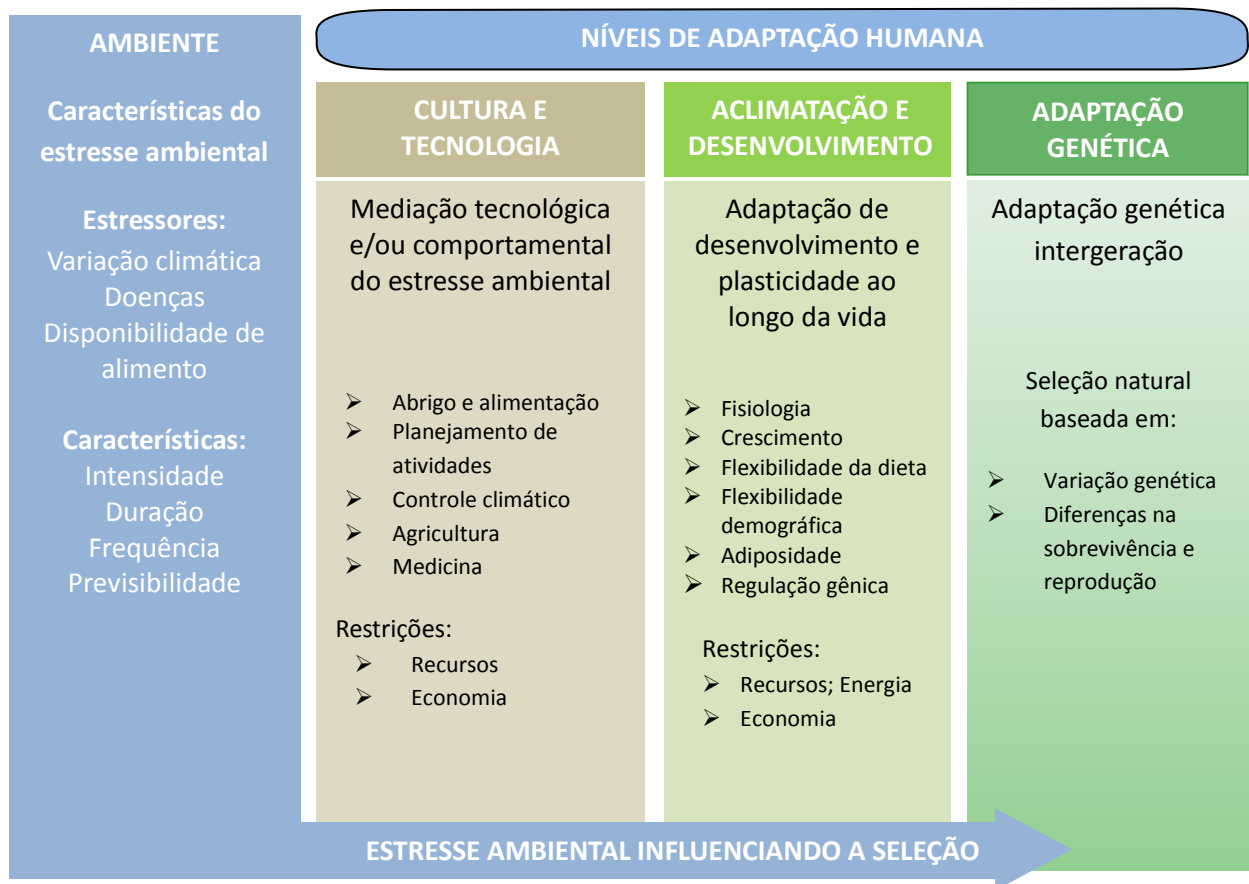 AMBIENTE
Características do
estresse ambiental
Estressores:
Variação climática
Doenças
Disponibilidade de
alimento
Características:
Intensidade
Duração
Frequência
Previsibilidade
NÍVEIS DE ADAPTAÇÃO HUMANA
CULTURA E
TECNOLOGIA
Mediação tecnológica
e/ou comportamental
do estresse ambiental
➢ Abrigo e alimentação
➢ Planejamento de
atividades
➢ Controle climático
➢ Agricultura
➢ Medicina
Restrições:
➢ Recursos
➢ Economia
ACLIMATAÇÃO E
DESENVOLVIMENTO
Adaptação de
desenvolvimento e
plasticidade ao
longo da vida
➢ Fisiologia
➢ Crescimento
➢ Flexibilidade da dieta
➢ Flexibilidade
demográfica
➢ Adiposidade
➢ Regulação gênica
Restrições:
➢ Recursos; Energia
➢ Economia
ADAPTAÇÃO
GENÉTICA
Adaptação genética
intergeração
Seleção natural
baseada em:
➢ Variação genética
➢ Diferenças na
sobrevivência e
reprodução
ESTRESSE AMBIENTAL INFLUENCIANDO A SELEÇÃO